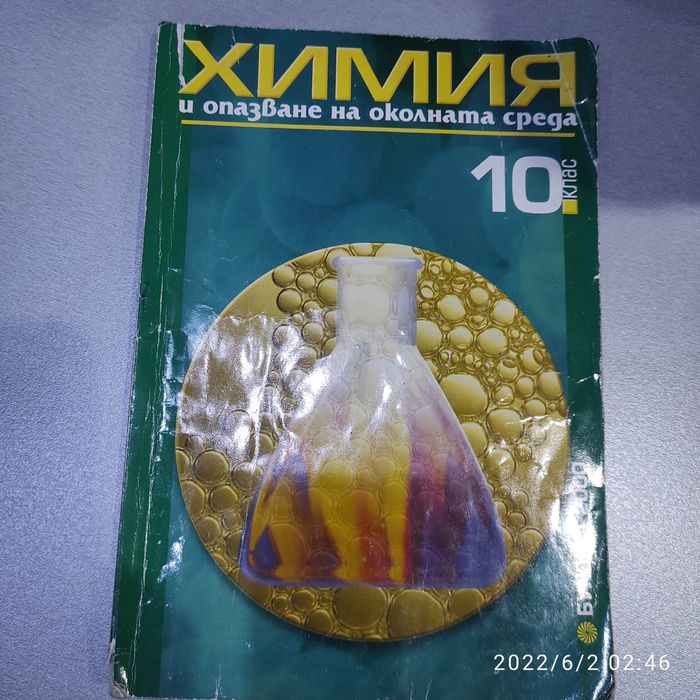 ХИМИЯ
и опазване на околната среда
10.
клас
2022/6/2 02:46